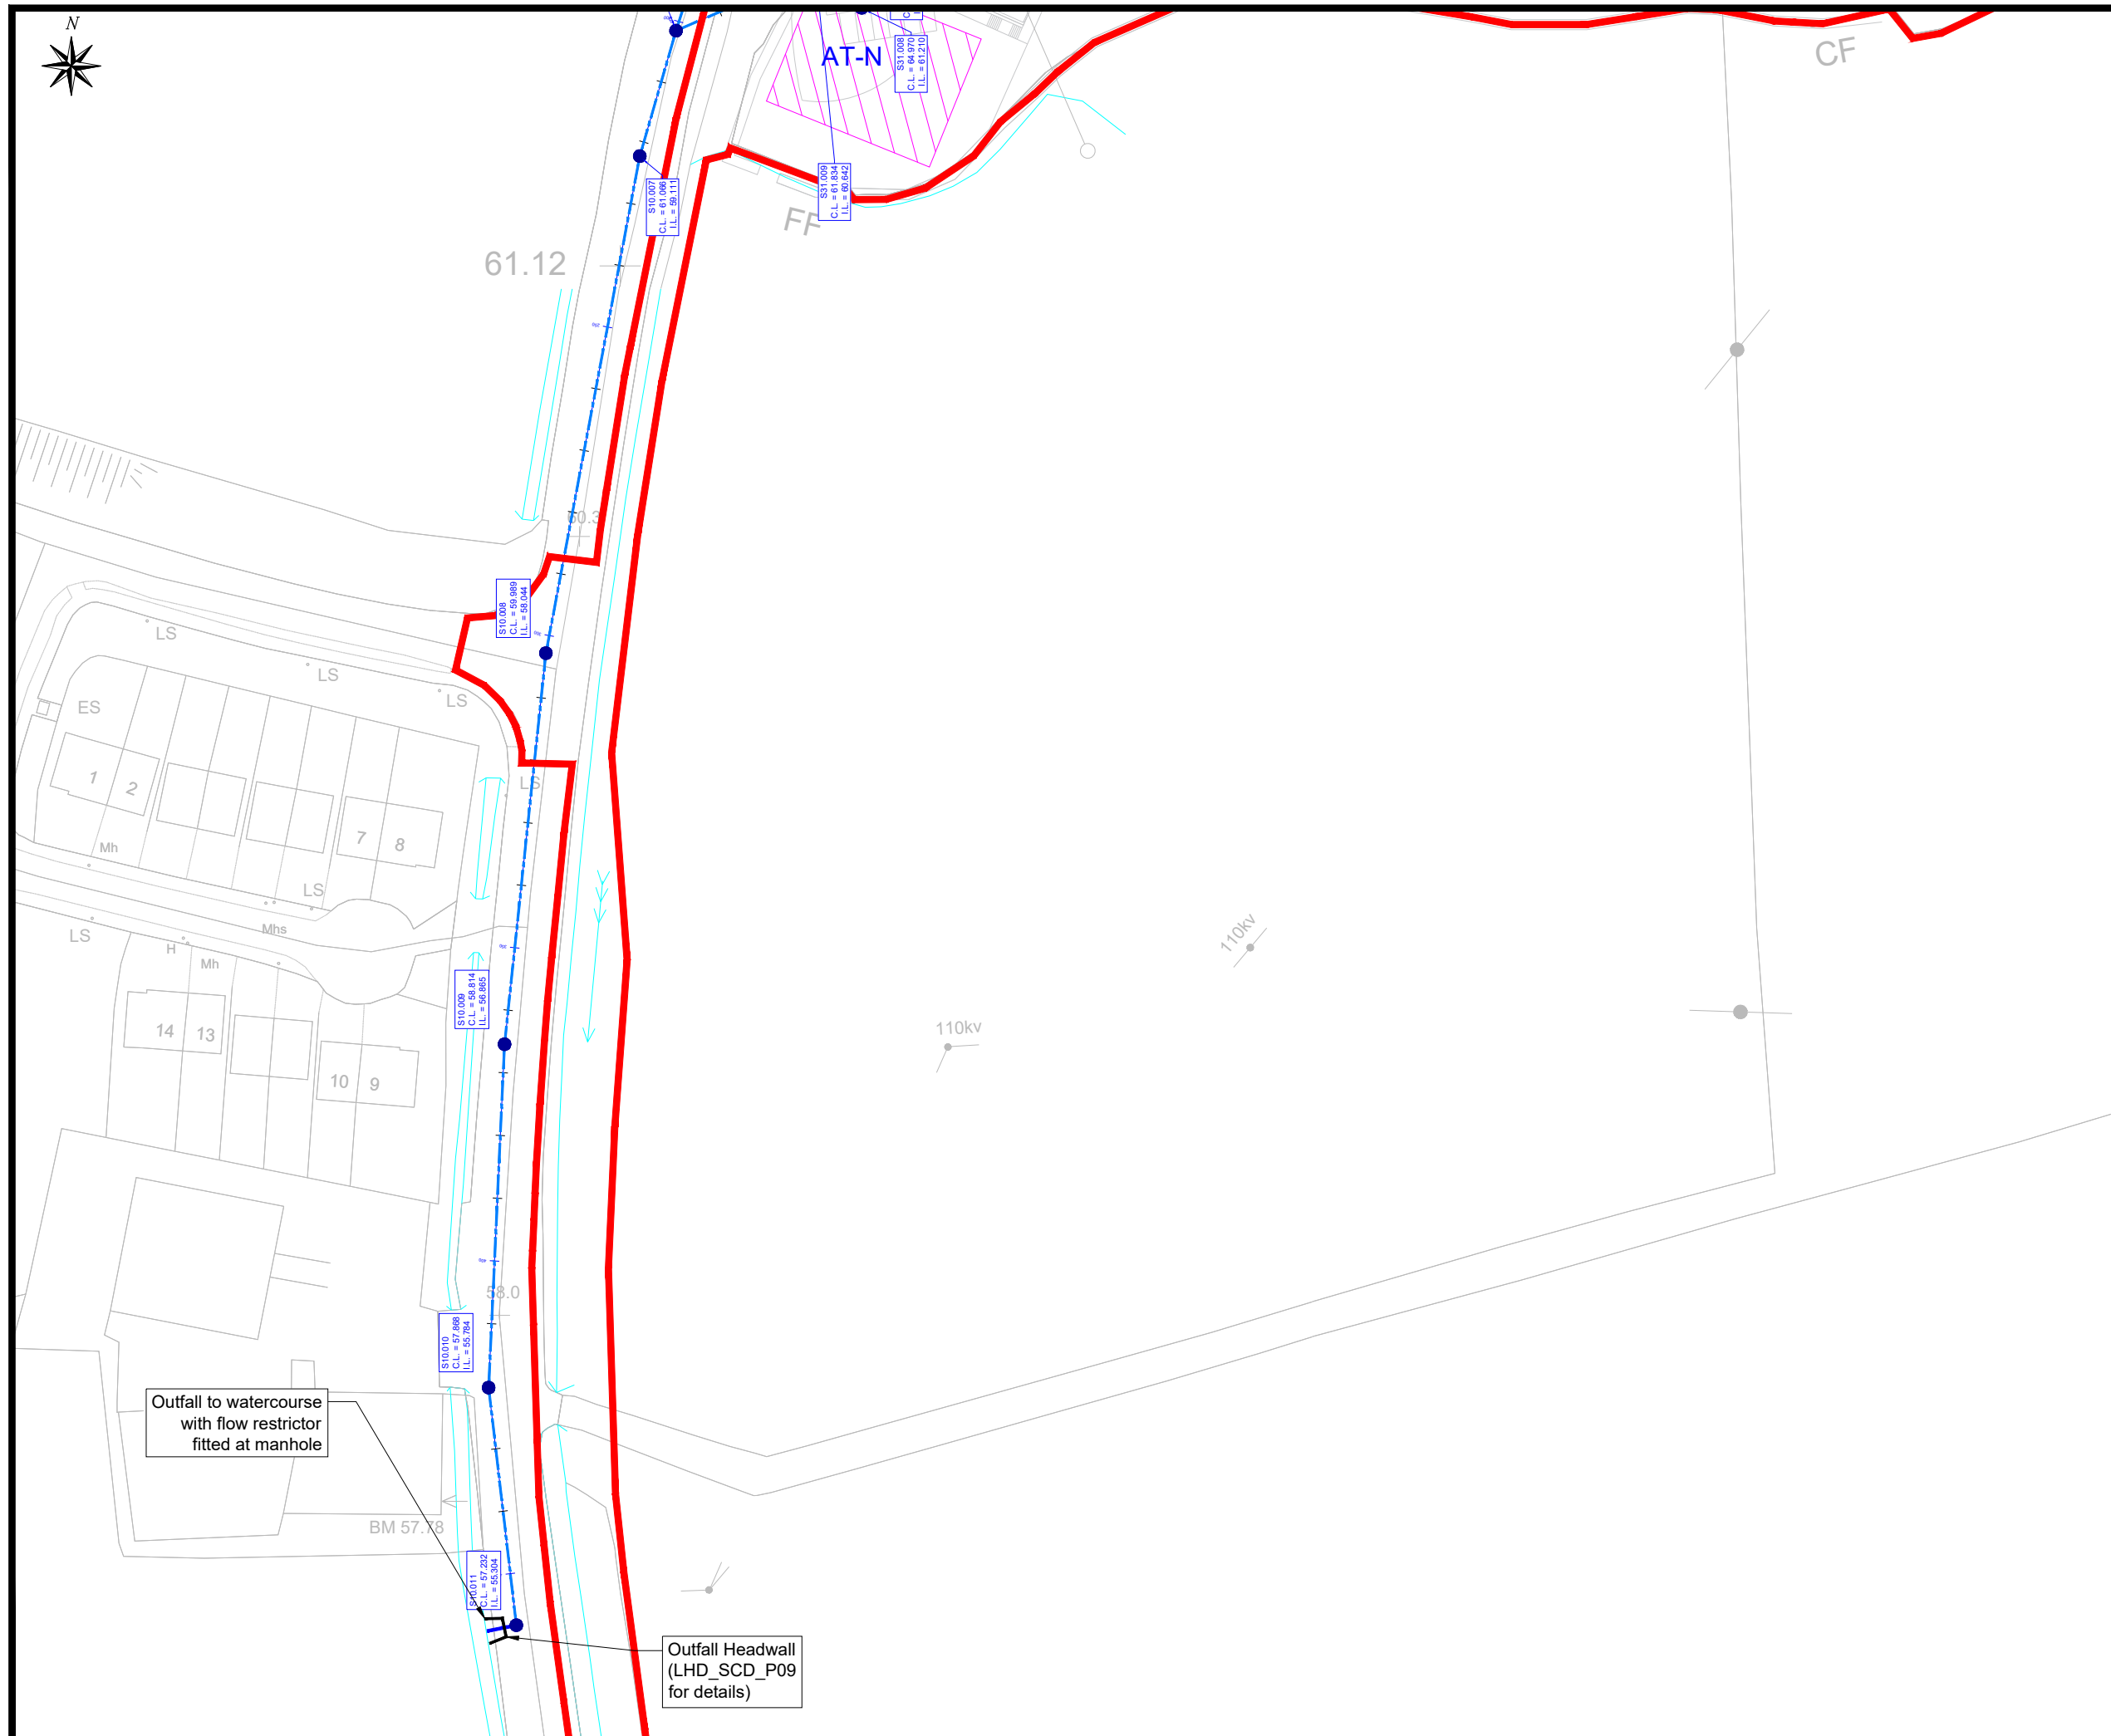 N
AT-N
CF
S31.008
C.L. = 64.970
I.L. = 61.210
S31.009
C.L. = 61.834
I.L. = 60.642
S10.007
C.L. = 61.066
I.L. = 59.111
FF
61.12
60.3
S10.008
C.L. = 59.989
I.L. = 58.044
LS
LS
LS
ES
LS
1
2
7
8
Mh
LS
LS
Mhs
H
Mh
110kv
110kv
S10.009
C.L. = 58.814
I.L. = 56.865
14
13
10
9
58.0
S10.010
C.L. = 57.868
I.L. = 55.784
Outfall to watercourse
with flow restrictor
fitted at manhole
BM 57.78
S10.011
C.L. = 57.232
I.L. = 55.304
Outfall Headwall
(LHD_SCD_P09
for details)